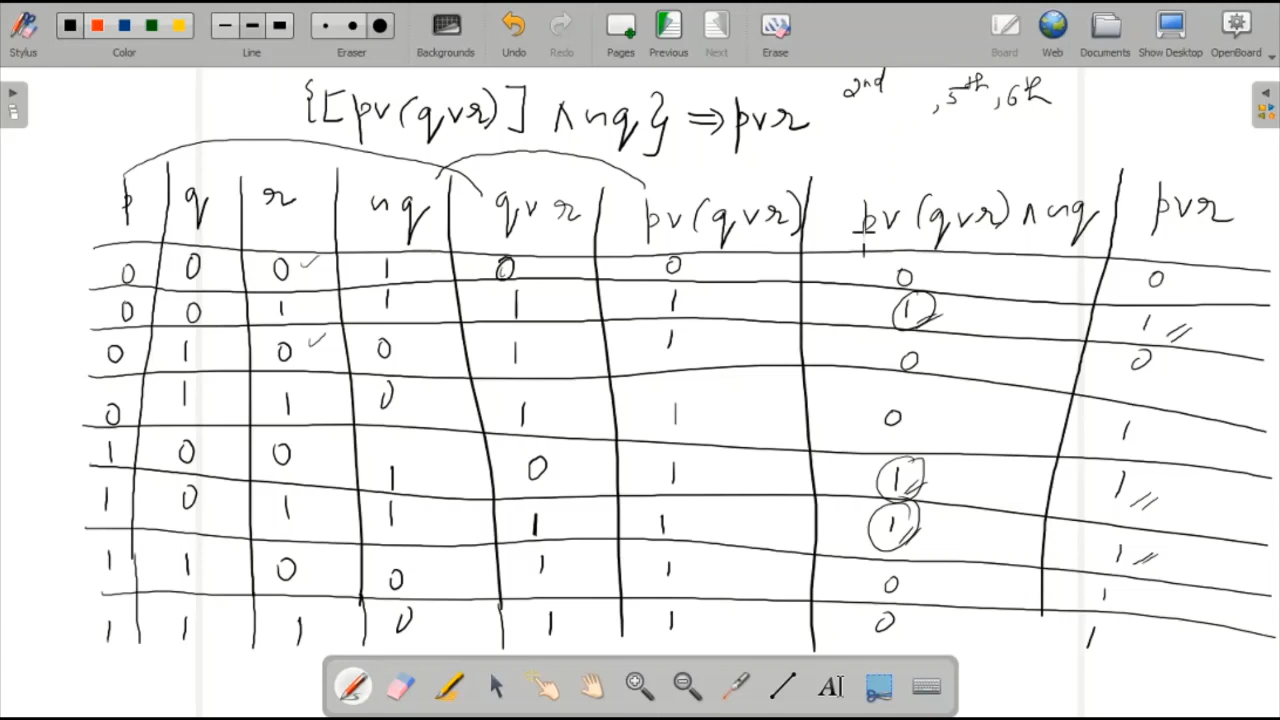 Stylus Color Line Eraser Backgrounds Undo Redo Pages Previous Next Erase Board Web Documents Show Desktop OpenBoard
{[p∨(q∨r)] ∧ ~q} ⇒ p∨r 2nd, 5th, 6th
p q r ~q q∨r p∨(q∨r) p∨(q∨r)∧~q p∨r
0 0 0 ✓ 1 0 0 0 0
0 0 1 1 1 1 1 1
0 1 0 ✓ 0 1 1 0 0
0 1 1 0 1 1 0 1
1 0 0 1 0 1 1 1
1 0 1 1 1 1 1 1
1 1 0 0 1 1 0 1
1 1 1 0 1 1 0 1
AI